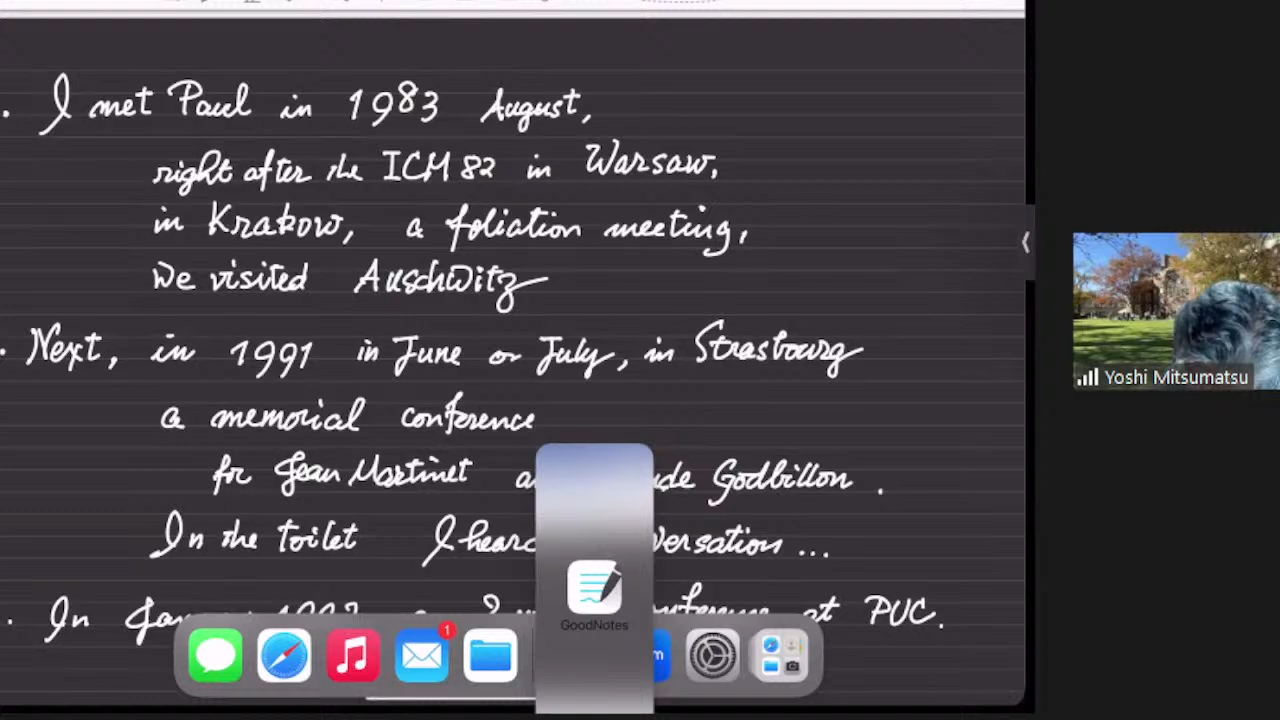 . I met Paul in 1983 August,
right after the ICM 82 in Warsaw,
in Krakow, a foliation meeting,
We visited Auschwitz
. Next, in 1991 in June or July, in Strasbourg
a memorial conference
for Jean Martinet Godbillon.
In the toilet I ...
. In at PUC.
GoodNotes
1
Yoshi Mitsumatsu